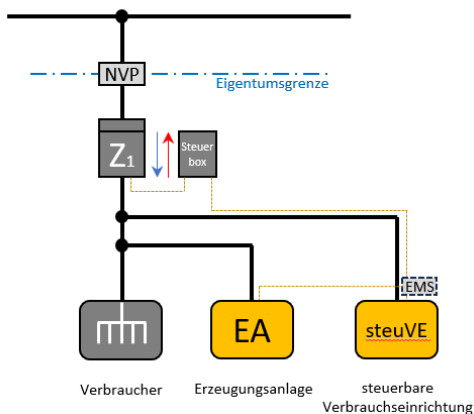 NVP
Eigentumsgrenze
Z1
Steuer
box
EMS
EA
steuVE
Verbraucher
Erzeugungsanlage
steuerbare
Verbrauchseinrichtung